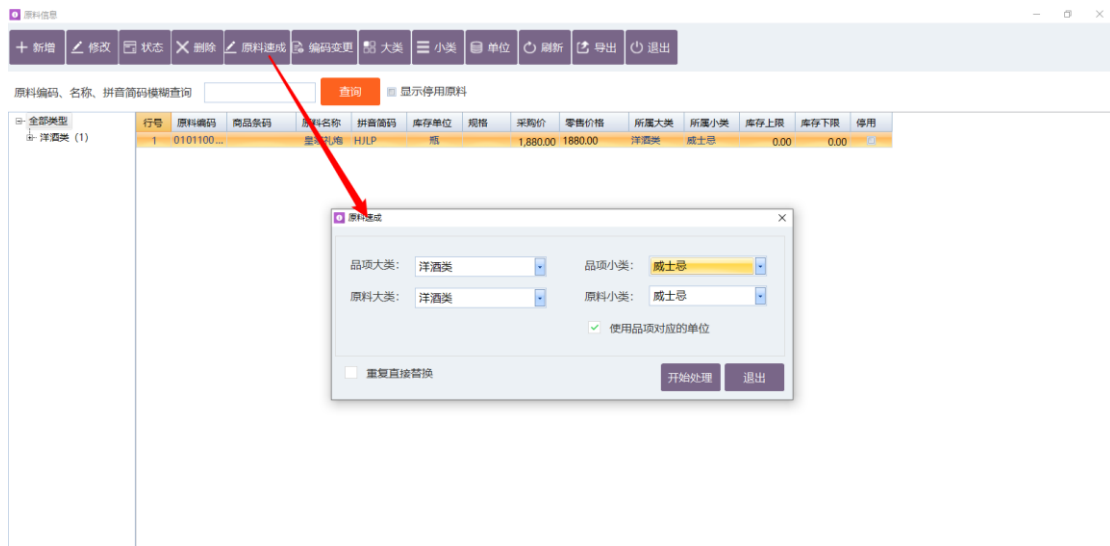 原料信息
新增 修改 状态 删除 原料速成 编码变更 大类 小类 单位 刷新 导出 退出
原料编码、名称、拼音简码模糊查询 查询 显示停用原料
全部类型
洋酒类 (1)
行号 原料编码 商品条码 原料名称 拼音简码 库存单位 规格 采购价 零售价格 所属大类 所属小类 库存上限 库存下限 停用
1 0101100... 皇家礼炮 HJLP 瓶 1,880.00 1880.00 洋酒类 威士忌 0.00 0.00
原料速成
品项大类: 洋酒类 品项小类: 威士忌
原料大类: 洋酒类 原料小类: 威士忌
使用品项对应的单位
重复直接替换 开始处理 退出